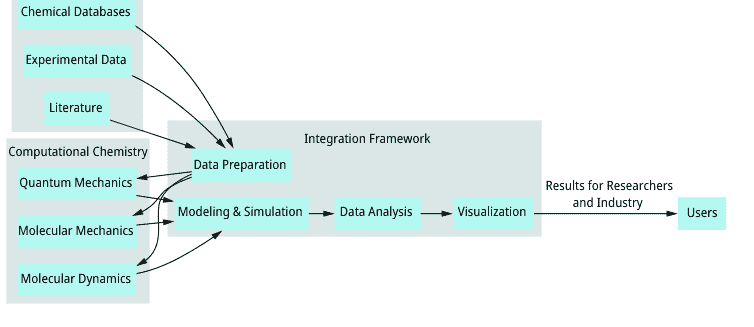 Chemical Databases
Experimental Data
Literature
Computational Chemistry
Quantum Mechanics
Molecular Mechanics
Molecular Dynamics
Integration Framework
Data Preparation
Modeling & Simulation
Data Analysis
Visualization
Results for Researchers
and Industry
Users